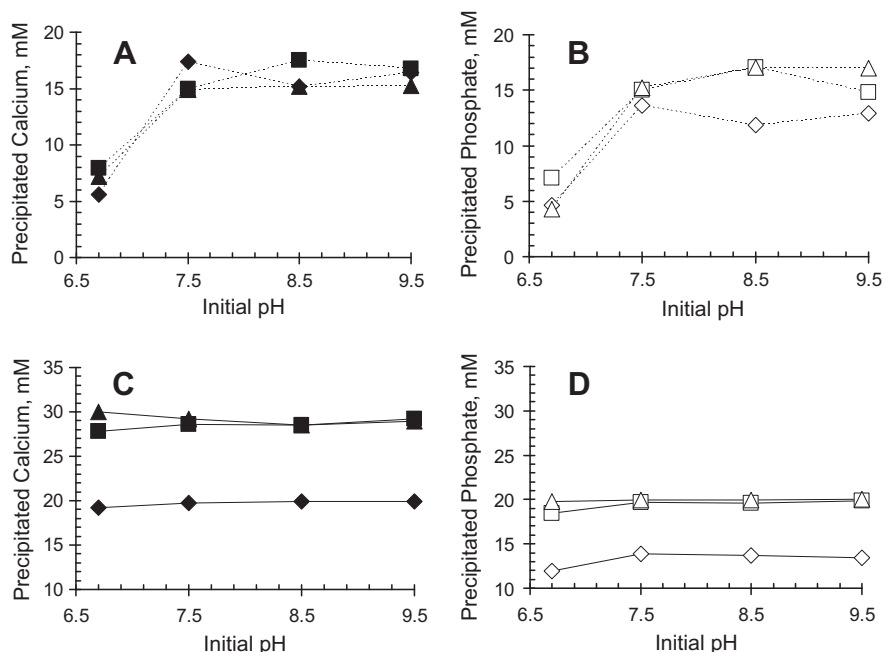 A
Precipitated Calcium, mM
20
15
10
5
0
6.5 7.5 8.5 9.5
Initial pH
B
Precipitated Phosphate, mM
20
15
10
5
0
6.5 7.5 8.5 9.5
Initial pH
C
Precipitated Calcium, mM
35
30
25
20
15
10
6.5 7.5 8.5 9.5
Initial pH
D
Precipitated Phosphate, mM
35
30
25
20
15
10
6.5 7.5 8.5 9.5
Initial pH